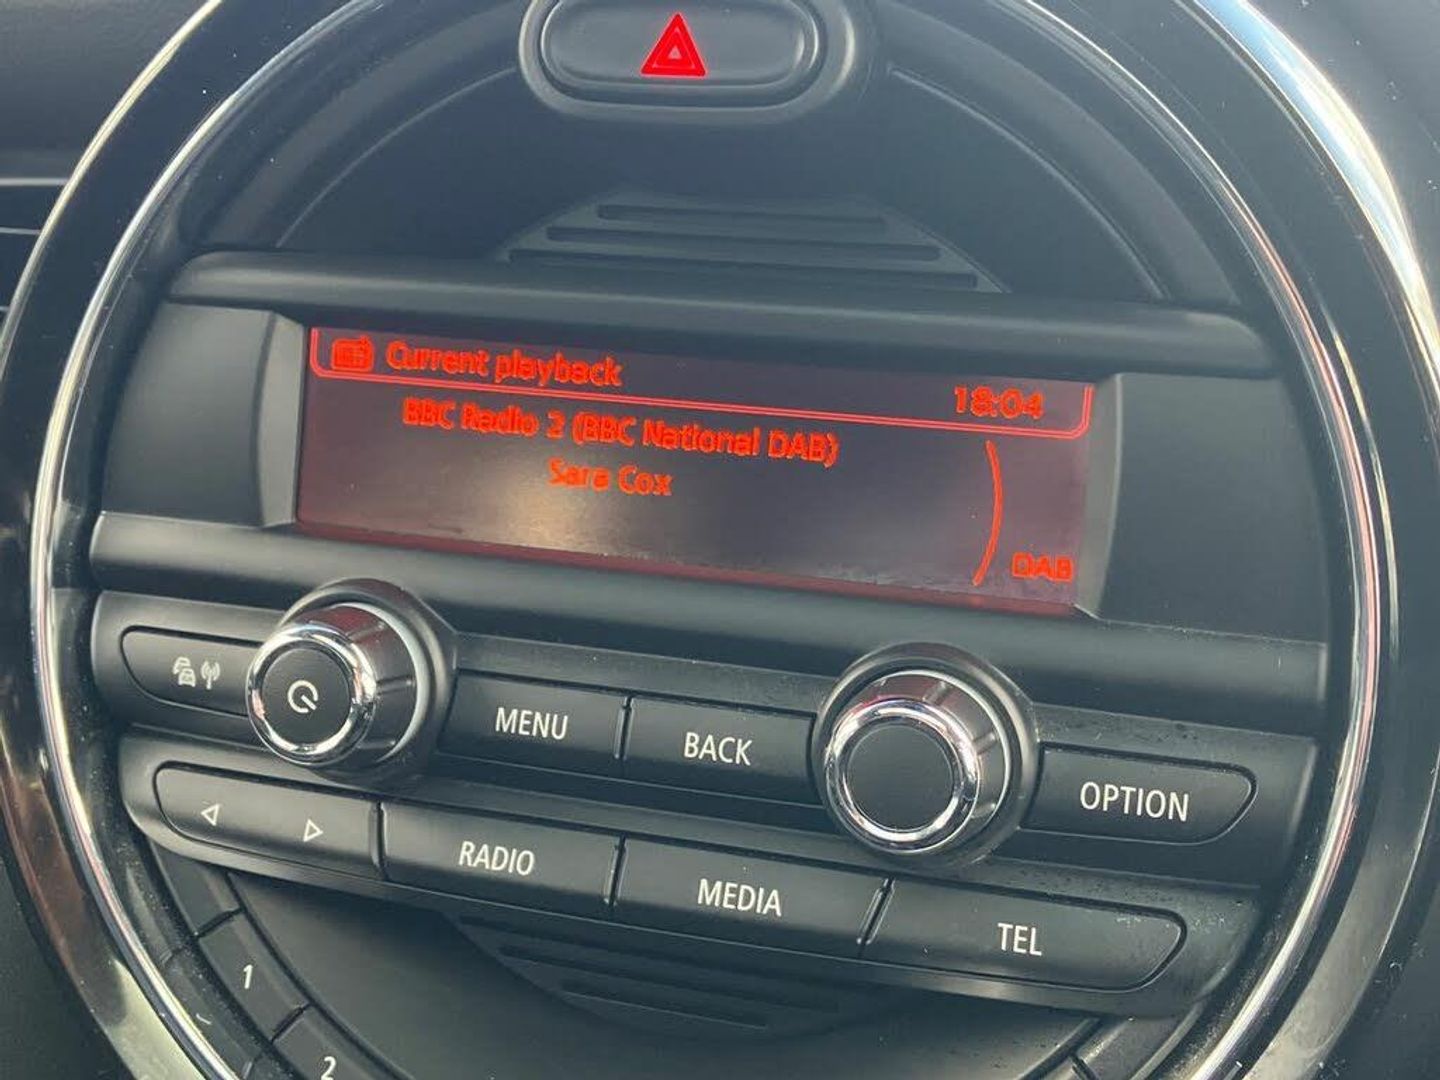 Current playback
18:04
BBC Radio 2 (BBC National DAB)
Sara Cox
DAB
MENU
BACK
OPTION
RADIO
MEDIA
TEL
1
2